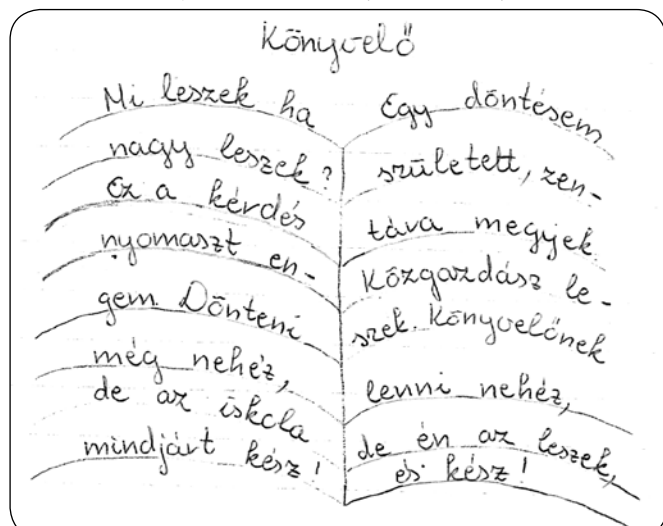 Könyvelő
Mi leszek ha
nagy leszek?
Ez a kérdés
nyomaszt en-
gem. Dönteni
még nehéz,
de az iskola
mindjárt kész!
Egy döntésem
született, zen-
táva megyek.
Közgazdász le-
szek. Könyvelőnek
lenni nehéz,
de én az leszek,
és kész!